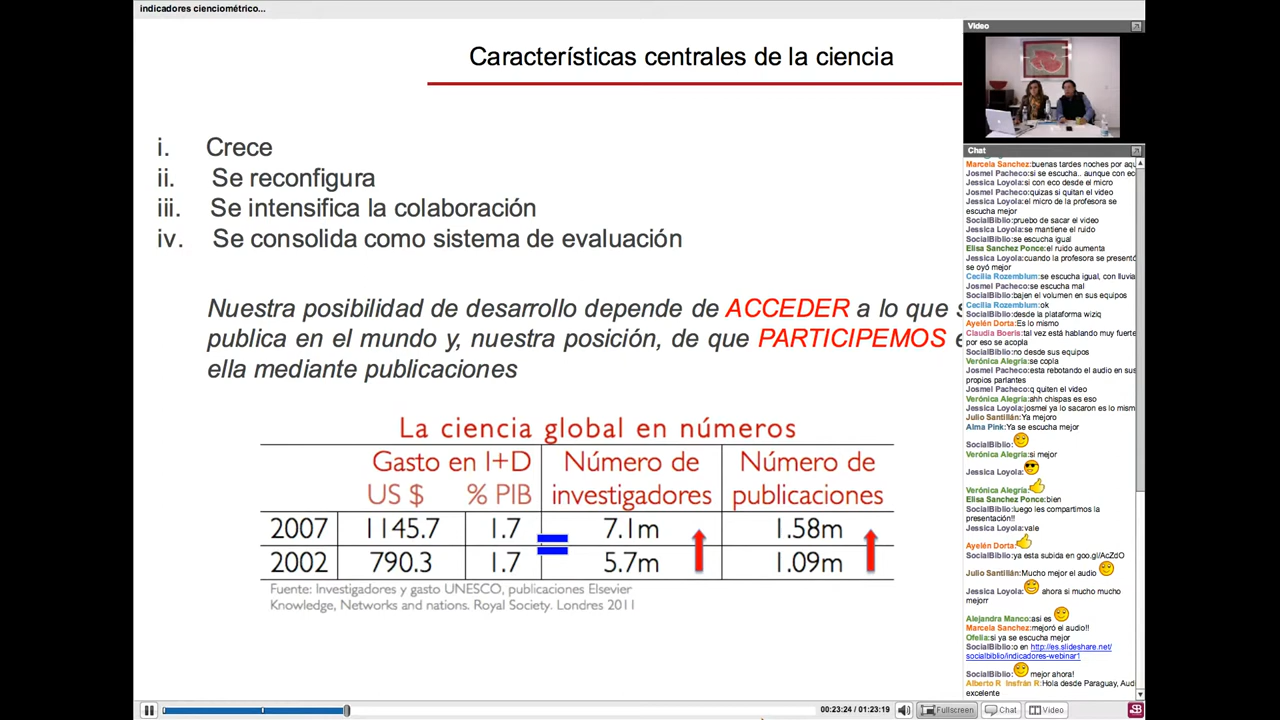 indicadores cienciométrico...
Características centrales de la ciencia
i. Crece
ii. Se reconfigura
iii. Se intensifica la colaboración
iv. Se consolida como sistema de evaluación
Nuestra posibilidad de desarrollo depende de ACCEDER a lo que
publica en el mundo y, nuestra posición, de que PARTICIPEMOS
ella mediante publicaciones
La ciencia global en números
Gasto en I+D Número de Número de
US $ % PIB investigadores publicaciones
2007 1145.7 1.7 7.1m 1.58m
2002 790.3 1.7 5.7m 1.09m
Fuente: Investigadores y gasto UNESCO, publicaciones Elsevier
Knowledge, Networks and nations. Royal Society. Londres 2011
Video
Chat
Marcela Sanchez:buenas tardes noches por aqu
Josmel Pacheco:si se escucha.. aunque con ec
Jessica Loyola:si con eco desde el micro
Josmel Pacheco:quizas si quitan el video
Jessica Loyola:el micro de la profesora se
escucha mejor
SocialBiblio:pruebo de sacar el video
Jessica Loyola:se mantiene el ruido
SocialBiblio:se escucha igual
Elisa Sanchez Ponce:el ruido aumenta
Jessica Loyola:cuando la profesora se presentó
se oyó mejor
Cecilia Rozemblum:se escucha igual, con lluvia
Josmel Pacheco:se escucha mal
SocialBiblio:bajen el volumen en sus equipos
Cecilia Rozemblum:ok
SocialBiblio:desde la plataforma wiziq
Ayelén Dorta:Es lo mismo
Claudia Boeris:tal vez está hablando muy fuerte
por eso se acopla
SocialBiblio:no desde sus equipos
Verónica Alegría:se copla
Josmel Pacheco:esta rebotando el audio en sus
propios parlantes
Josmel Pacheco:q quiten el video
Verónica Alegría:ahh chispas es eso
Jessica Loyola:josmel ya lo sacaron es lo mism
Julio Santillán:Ya mejoro
Alma Pink:Ya se escucha mejor
SocialBiblio:
Verónica Alegría:si mejor
Jessica Loyola:
Verónica Alegría:
Elisa Sanchez Ponce:bien
SocialBiblio:luego les compartimos la
presentación!!
Jessica Loyola:vale
Ayelén Dorta:
SocialBiblio:ya esta subida en goo.gl/AcZdO
Julio Santillán:Mucho mejor el audio
Jessica Loyola: ahora si mucho mucho
mejorr
Alejandra Manco:asi es
Marcela Sanchez:mejoró el audio!!
Ofelia:si ya se escucha mejor
SocialBiblio:o en http://es.slideshare.net/
socialbiblio/indicadores-webinar1
SocialBiblio: mejor ahora!
Alberto R Insfrán R:Hola desde Paraguay, Aud
excelente
00:23:24 / 01:23:19
Fullscreen
Chat
Video
SB